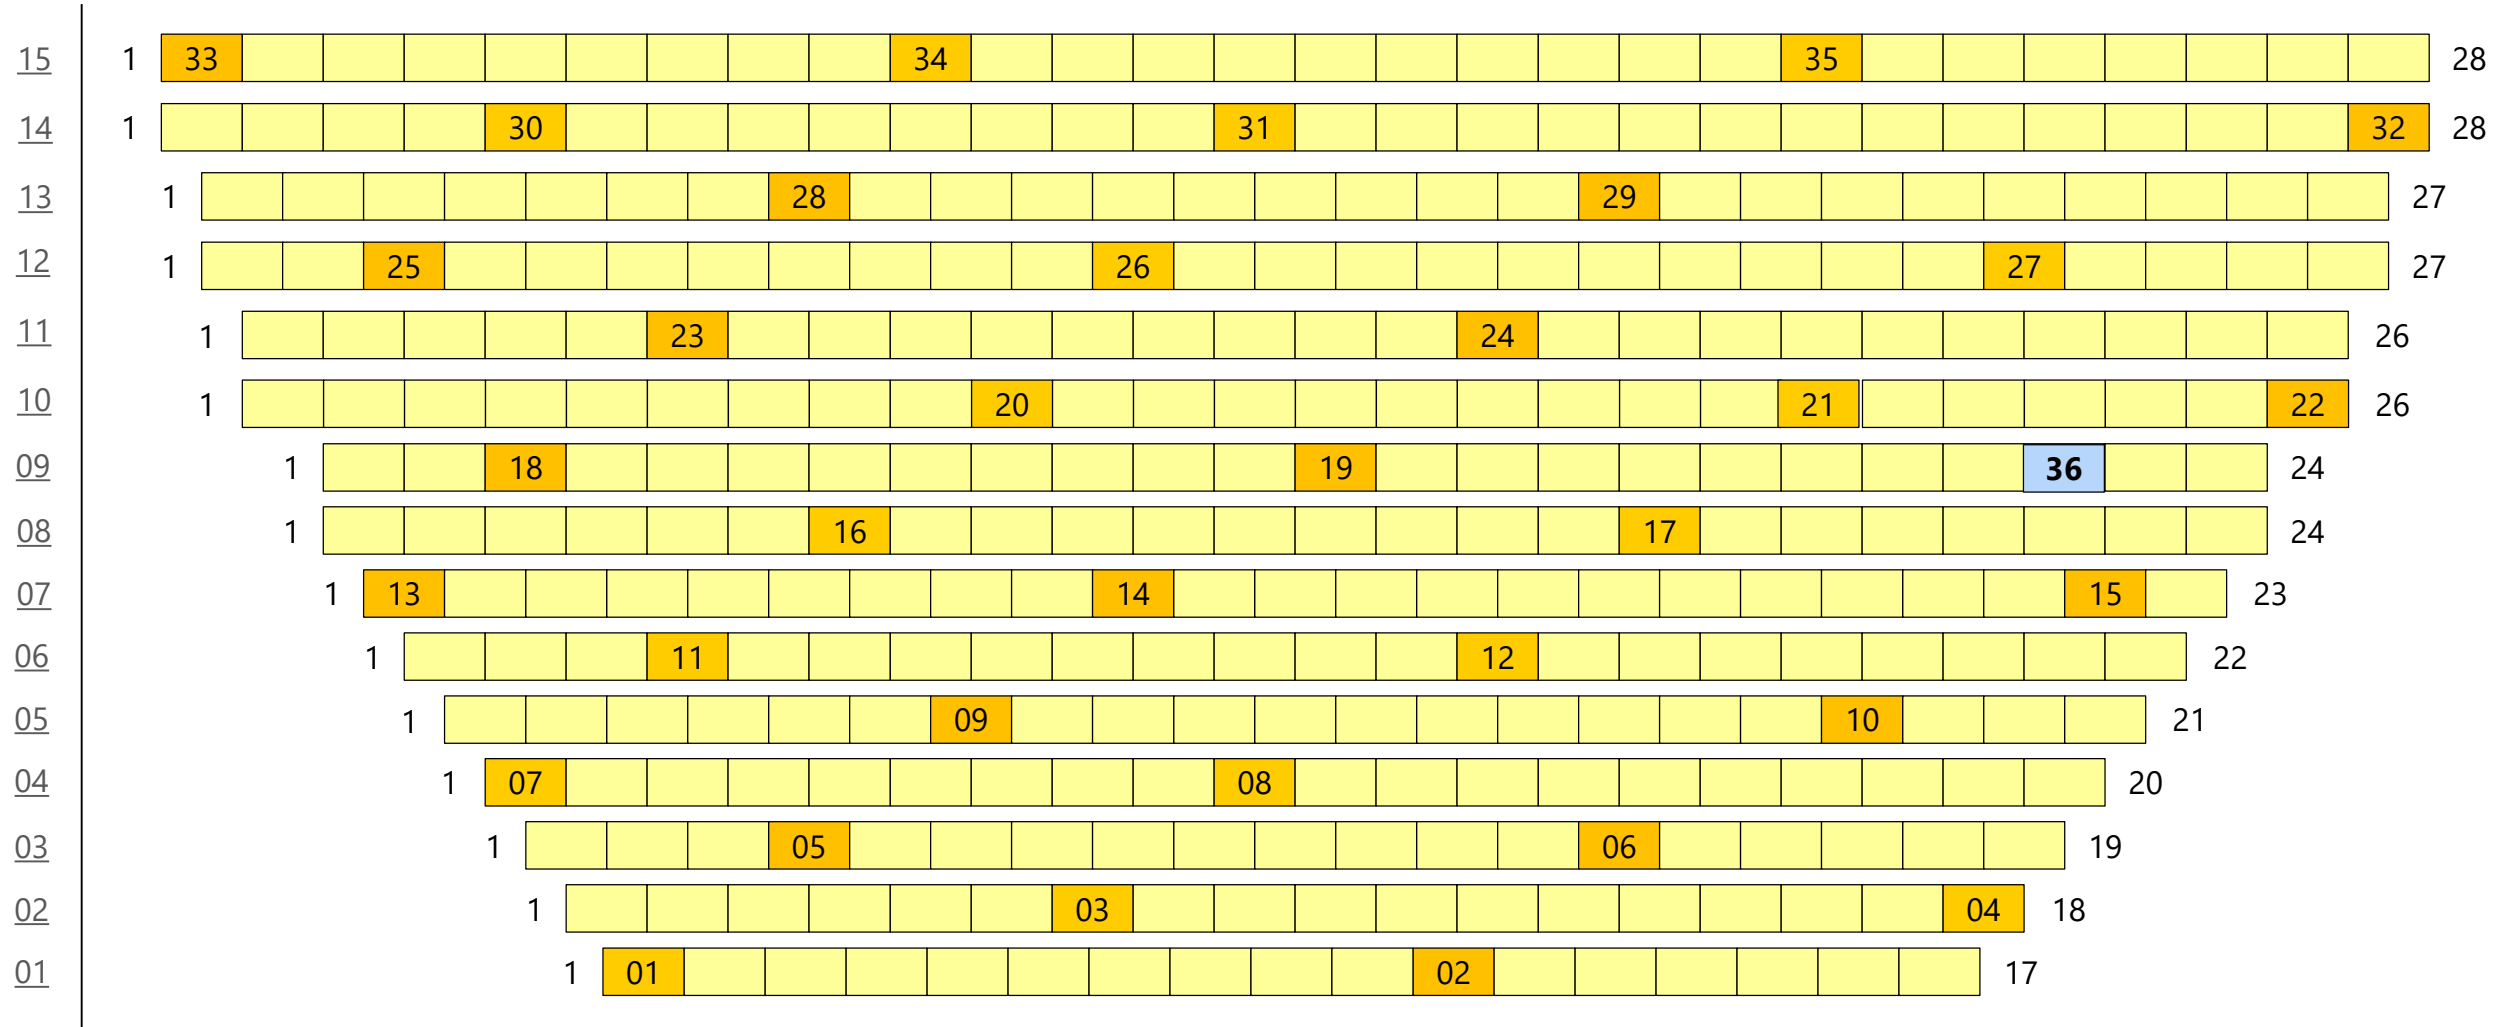 15 1 33 34 35 28
14 1 30 31 32 28
13 1 28 29 27
12 1 25 26 27 27
11 1 23 24 26
10 1 20 21 22 26
09 1 18 19 36 24
08 1 16 17 24
07 1 13 14 15 23
06 1 11 12 22
05 1 09 10 21
04 1 07 08 20
03 1 05 06 19
02 1 03 04 18
01 1 01 02 17